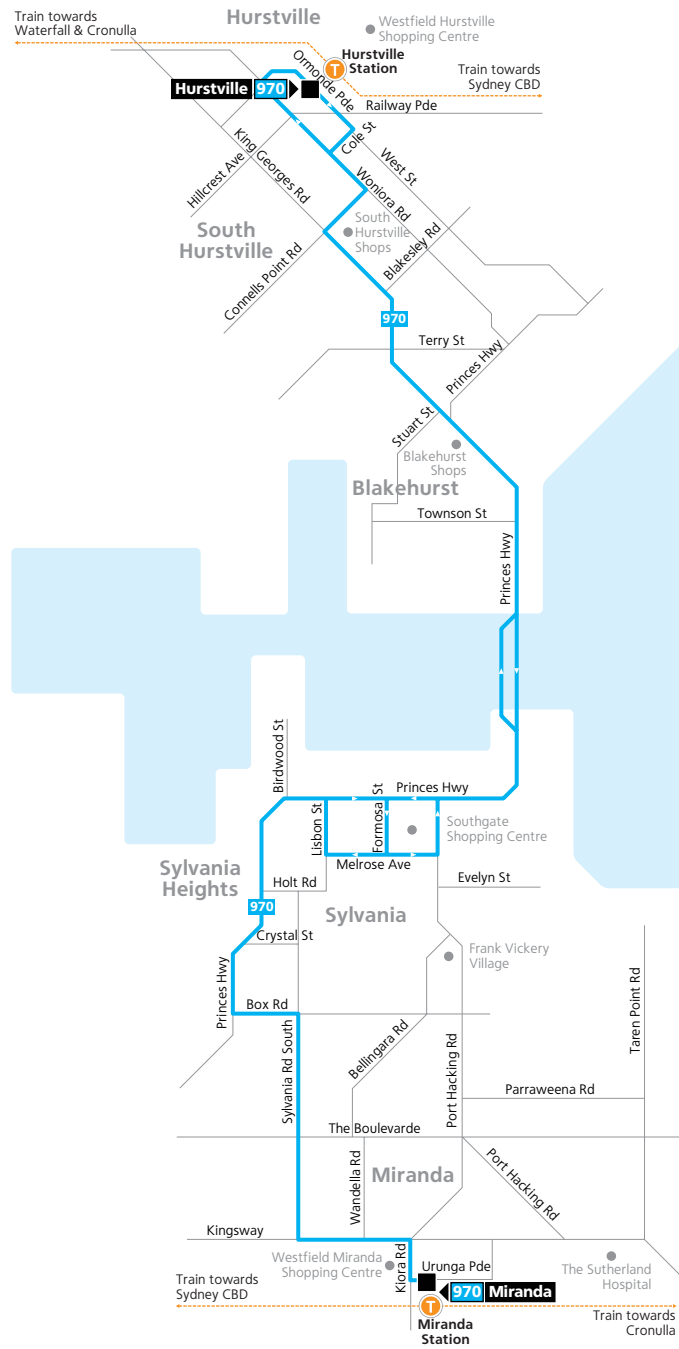 Hurstville
Train towards
Waterfall & Cronulla
Westfield Hurstville
Shopping Centre
T
Hurstville
Station
Train towards
Sydney CBD
Hurstville 970
Ormonde Pde
Railway Pde
Cole St
West St
King Georges Rd
Hillcrest Ave
Woniora Rd
South
Hurstville
South
Hurstville
Shops
Blakesley Rd
Connells Point Rd
970
Terry St
Princes Hwy
Stuart St
Blakehurst
Shops
Blakehurst
Townson St
Princes Hwy
Birdwood St
Princes Hwy
Lisbon St
Formosa St
Southgate
Shopping Centre
Melrose Ave
Sylvania
Heights
Holt Rd
Evelyn St
970
Sylvania
Crystal St
Frank Vickery
Village
Princes Hwy
Box Rd
Taren Point Rd
Sylvania Rd South
Bellingara Rd
Port Hacking Rd
Parraweena Rd
The Boulevarde
Wandella Rd
Miranda
Port Hacking Rd
Kingsway
Westfield Miranda
Shopping Centre
Kiora Rd
Urunga Pde
The Sutherland
Hospital
Train towards
Sydney CBD
970 Miranda
T
Miranda
Station
Train towards
Cronulla